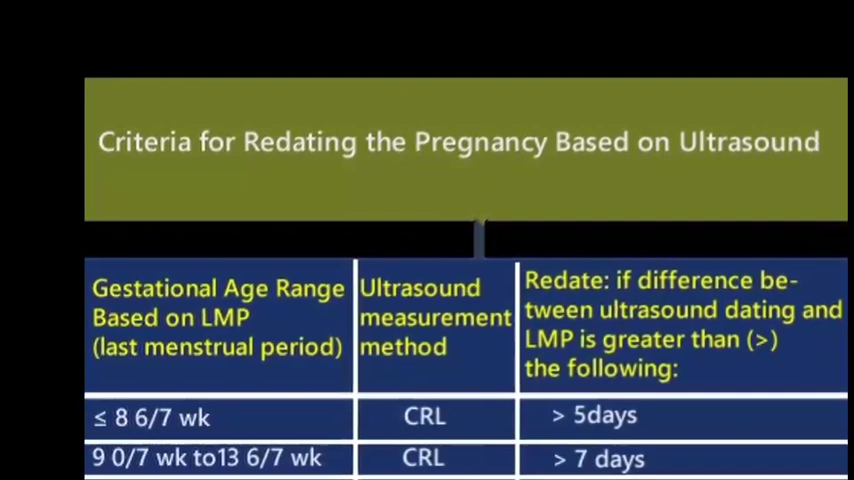 Criteria for Redating the Pregnancy Based on Ultrasound
Gestational Age Range
Based on LMP
(last menstrual period)
Ultrasound
measurement
method
Redate: if difference be-
tween ultrasound dating and
LMP is greater than (>)
the following:
≤ 8 6/7 wk CRL > 5days
9 0/7 wk to13 6/7 wk CRL > 7 days